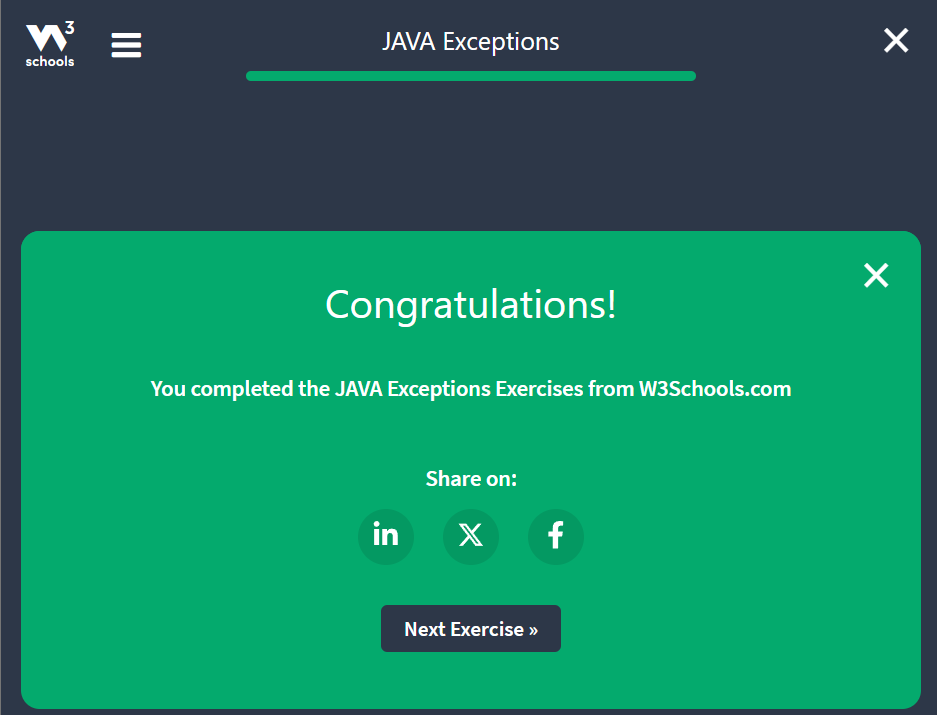 W3
schools
JAVA Exceptions
Congratulations!
You completed the JAVA Exceptions Exercises from W3Schools.com
Share on:
in
X
f
Next Exercise »